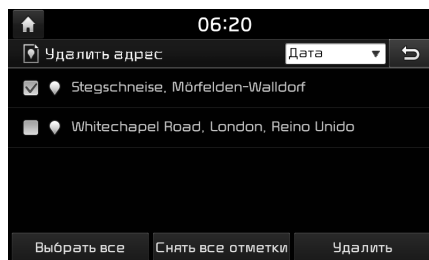 06:20
Удалить адрес Дата
Stegschneise, Mörfelden-Walldorf
Whitechapel Road, London, Reino Unido
Выбрать все Снять все отметки Удалить